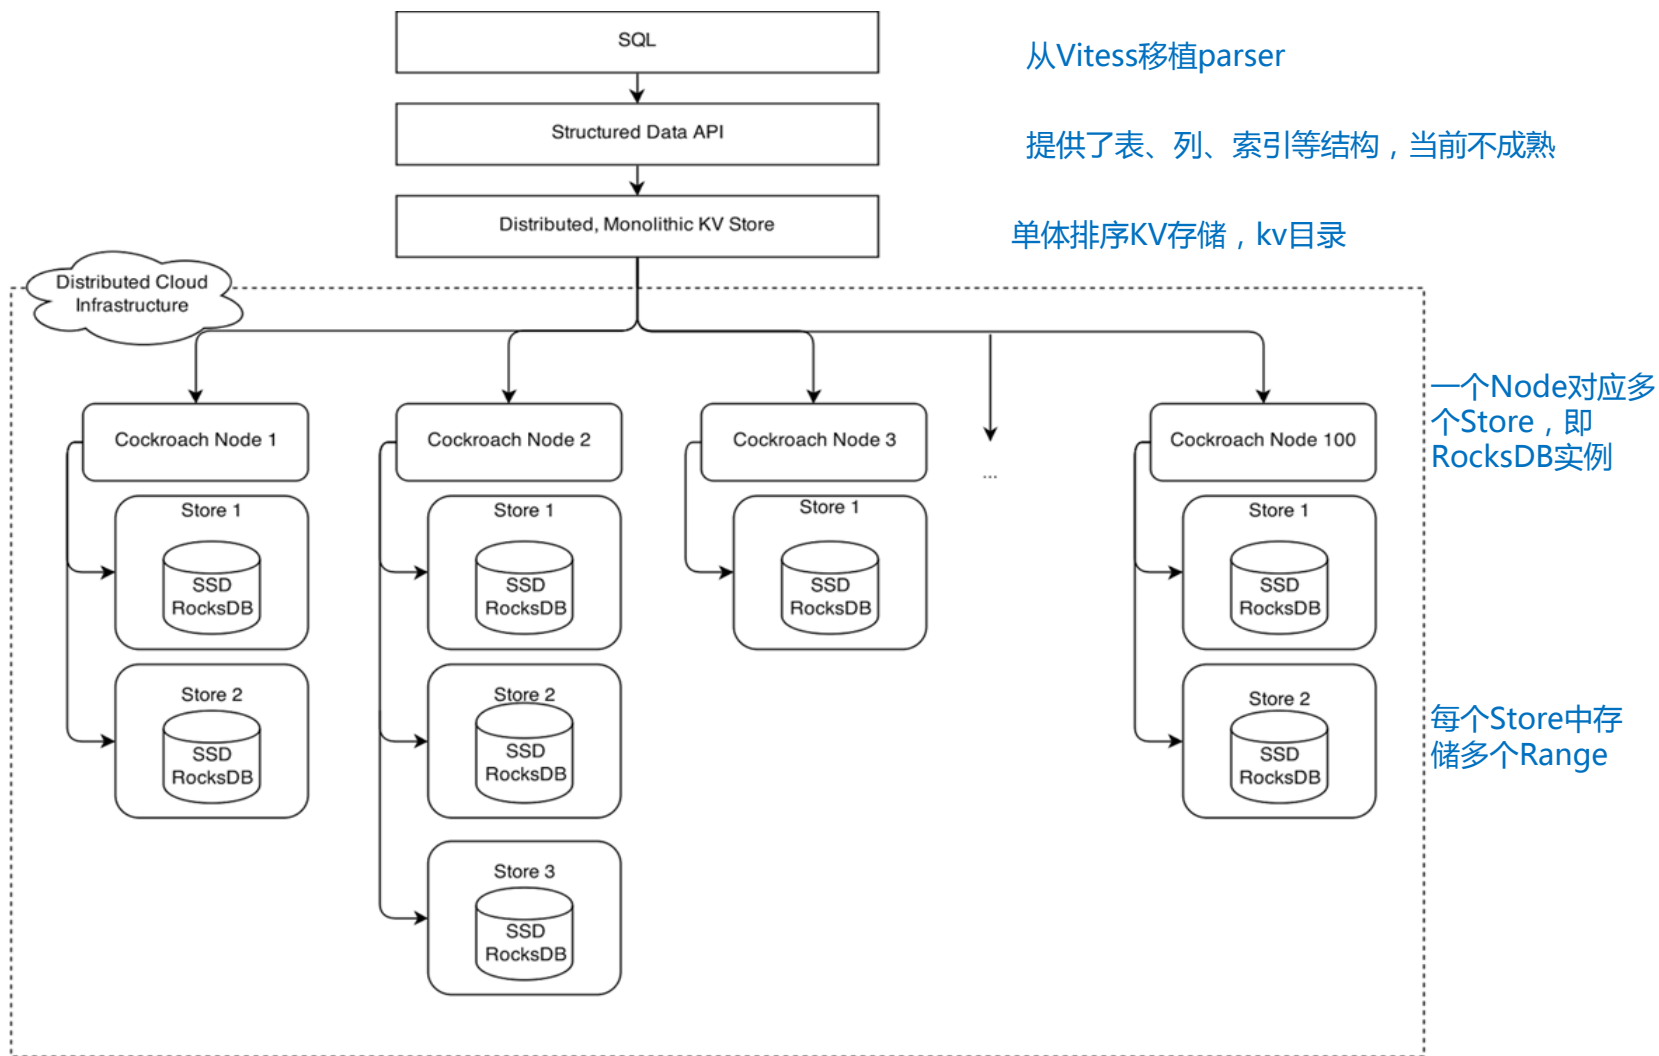 SQL
从Vitess移植parser
Structured Data API
提供了表、列、索引等结构，当前不成熟
Distributed, Monolithic KV Store
单体排序KV存储，kv目录
Distributed Cloud
Infrastructure
Cockroach Node 1
Cockroach Node 2
Cockroach Node 3
...
Cockroach Node 100
一个Node对应多
个Store，即
RocksDB实例
Store 1
SSD
RocksDB
Store 1
SSD
RocksDB
Store 1
SSD
RocksDB
Store 1
SSD
RocksDB
Store 2
SSD
RocksDB
Store 2
SSD
RocksDB
Store 2
SSD
RocksDB
每个Store中存
储多个Range
Store 3
SSD
RocksDB